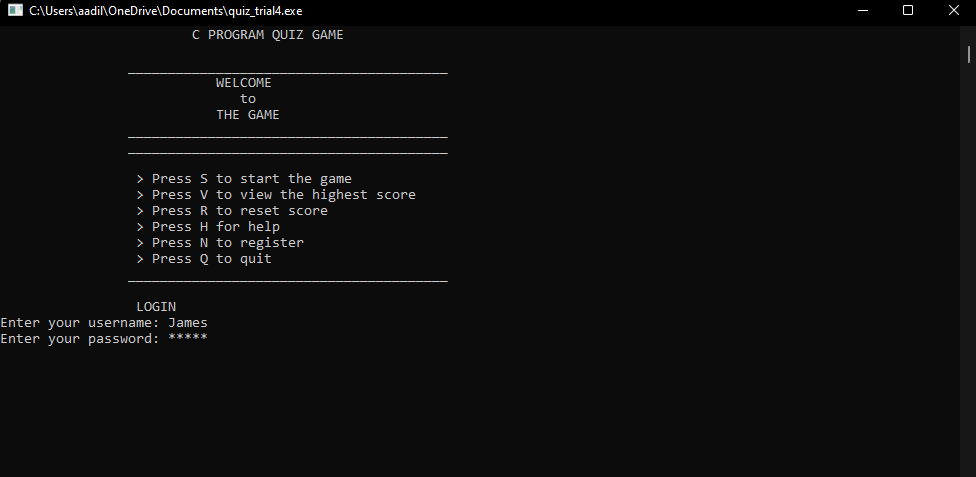 C:\Users\aadil\OneDrive\Documents\quiz_trial4.exe
C PROGRAM QUIZ GAME
________________________________________
WELCOME
to
THE GAME
________________________________________
________________________________________
> Press S to start the game
> Press V to view the highest score
> Press R to reset score
> Press H for help
> Press N to register
> Press Q to quit
________________________________________
LOGIN
Enter your username: James
Enter your password: *****